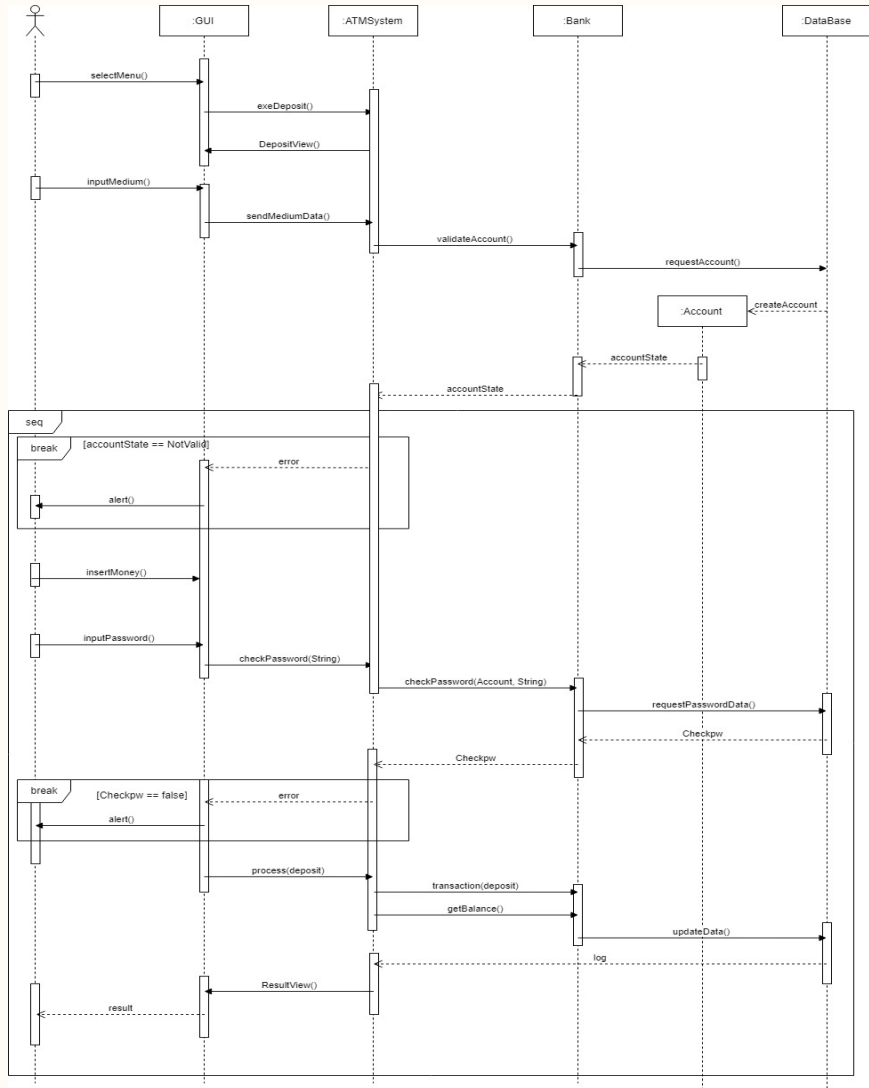 :GUI
:ATMSystem
:Bank
:DataBase
selectMenu()
exeDeposit()
DepositView()
inputMedium()
sendMediumData()
validateAccount()
requestAccount()
createAccount
:Account
accountState
accountState
seq
break
[accountState == NotValid]
error
alert()
insertMoney()
inputPassword()
checkPassword(String)
checkPassword(Account, String)
requestPasswordData()
Checkpw
Checkpw
break
[Checkpw == false]
error
alert()
process(deposit)
transaction(deposit)
getBalance()
updateData()
log
ResultView()
result